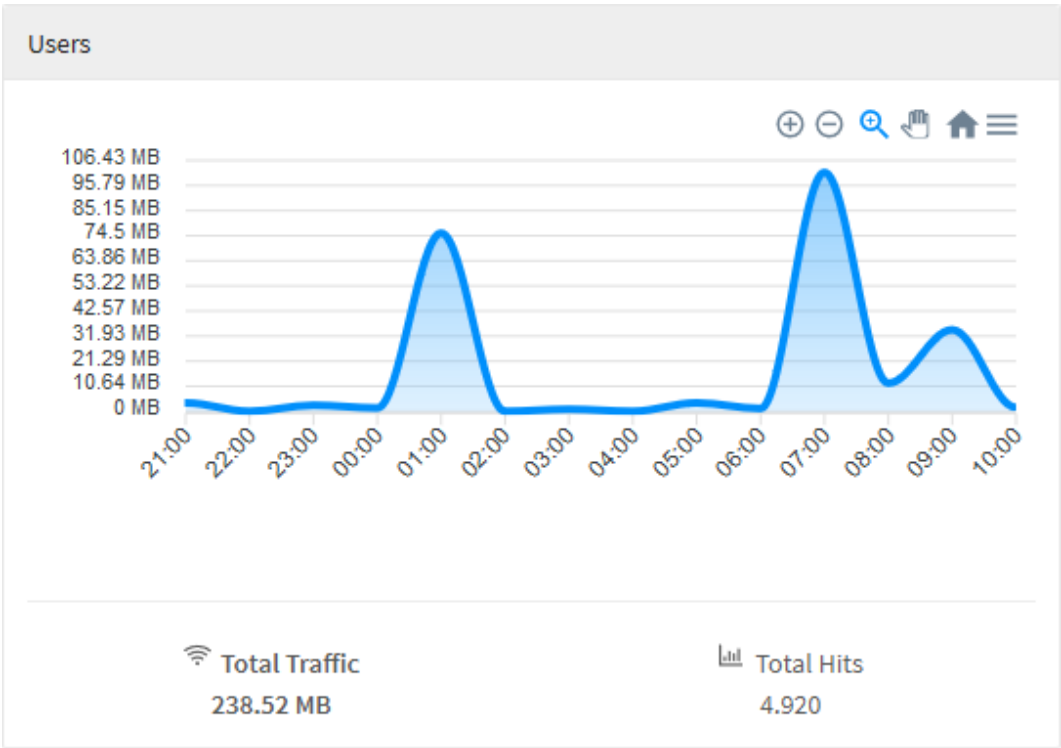 Users
106.43 MB
95.79 MB
85.15 MB
74.5 MB
63.86 MB
53.22 MB
42.57 MB
31.93 MB
21.29 MB
10.64 MB
0 MB
21:00 22:00 23:00 00:00 01:00 02:00 03:00 04:00 05:00 06:00 07:00 08:00 09:00 10:00
Total Traffic Total Hits
238.52 MB 4.920